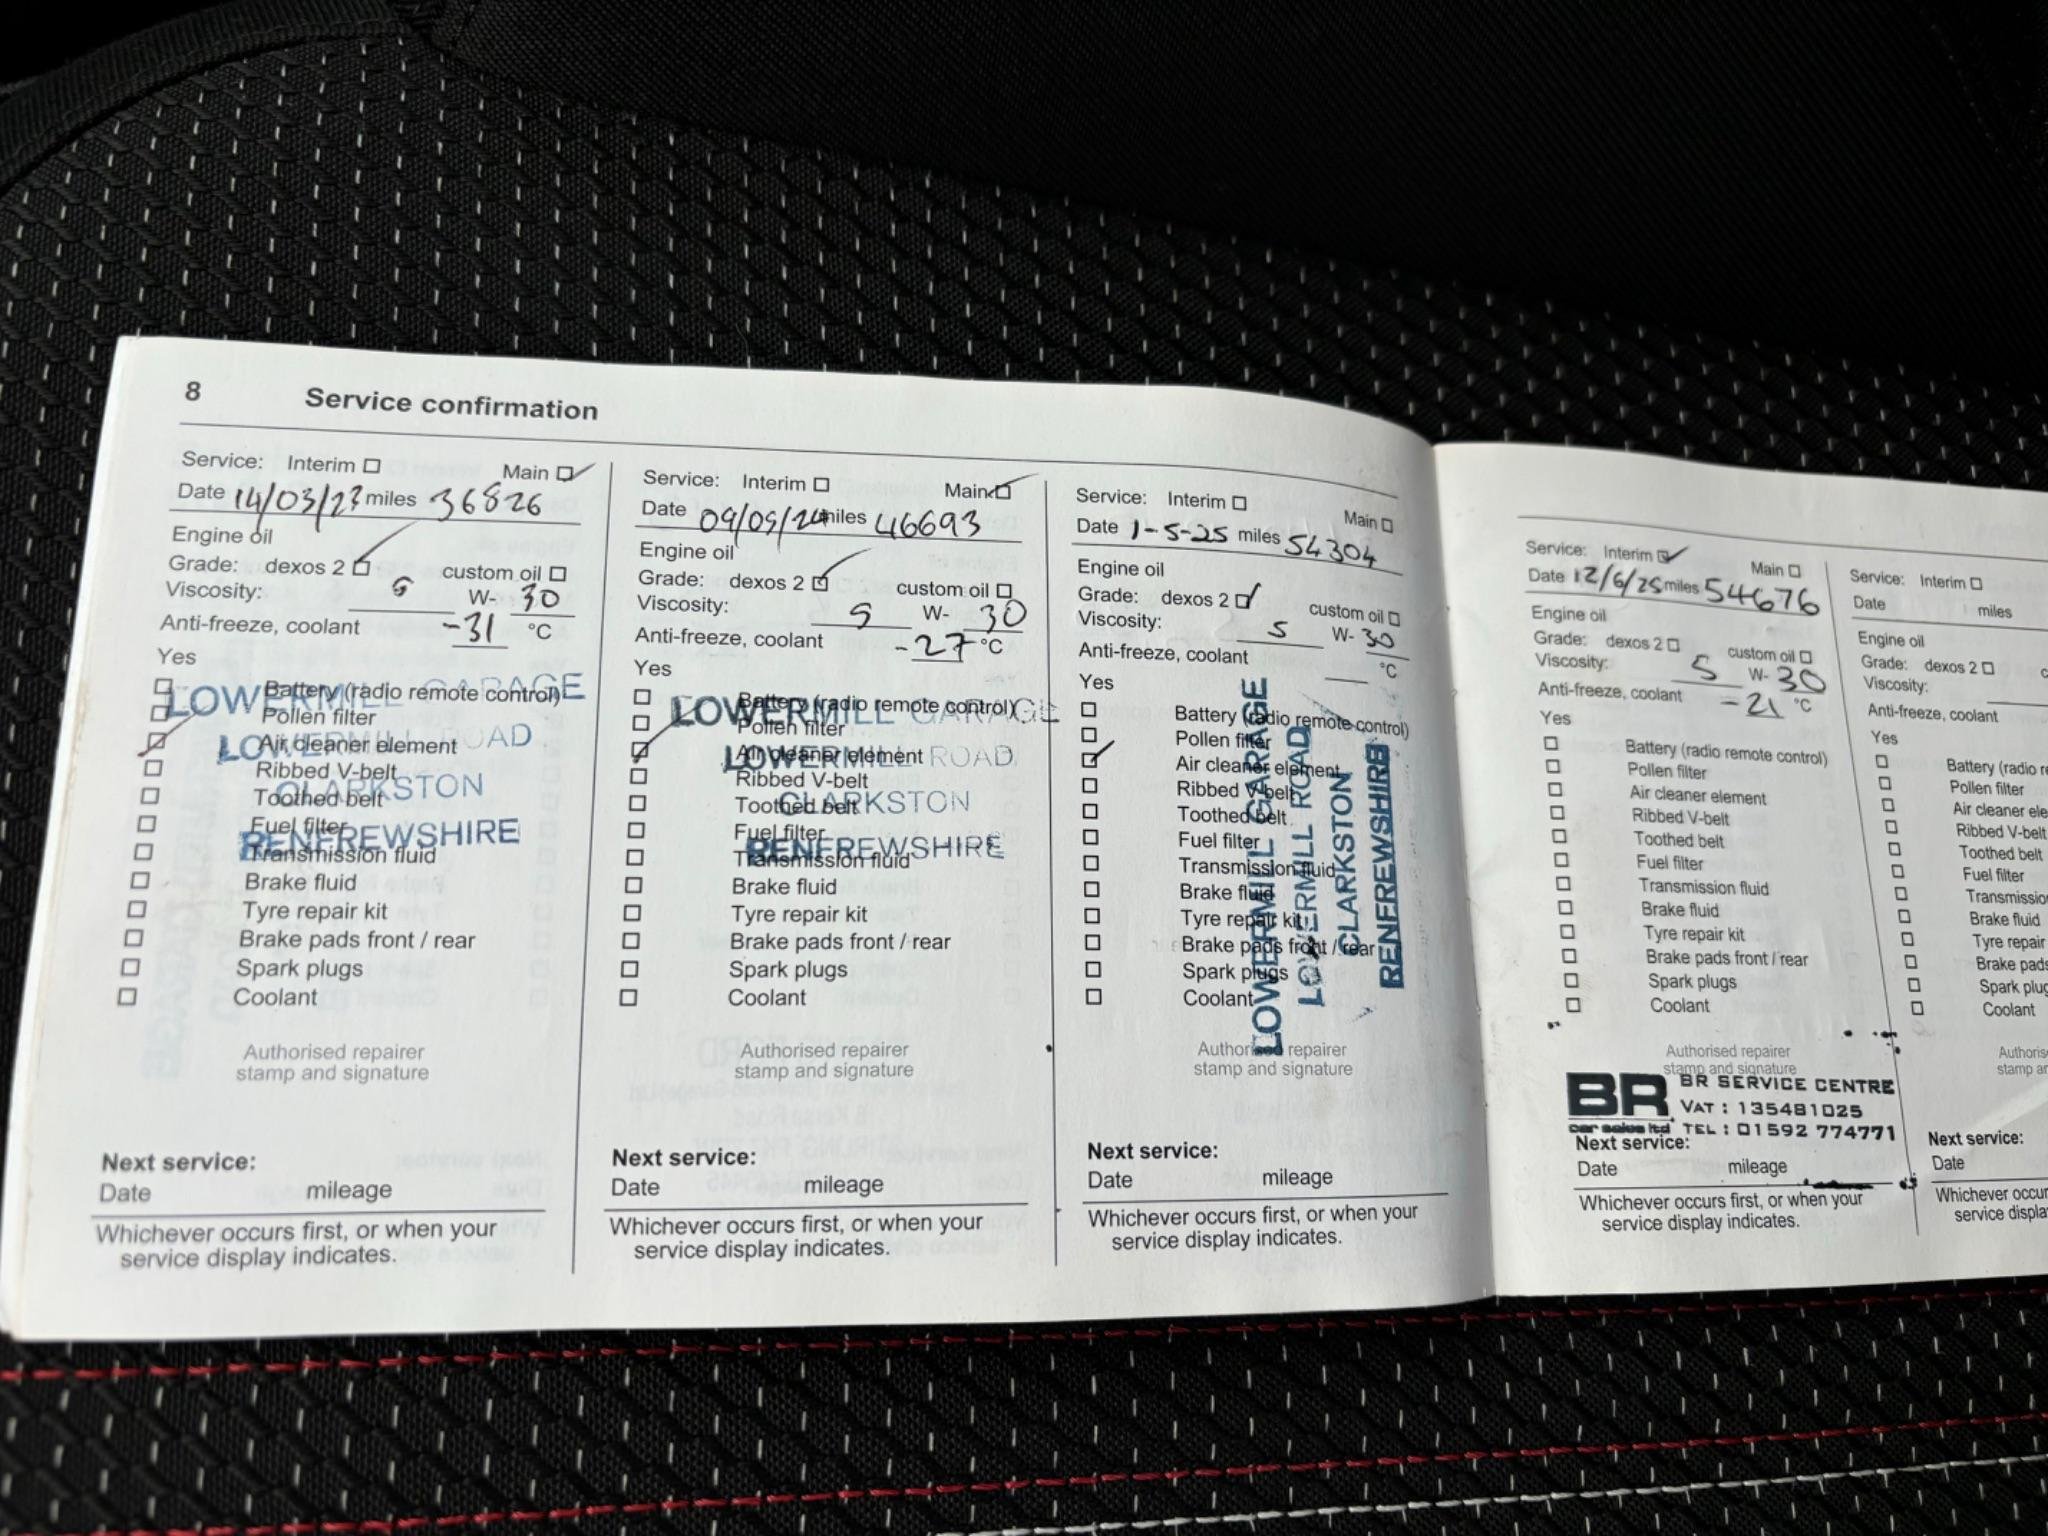 8 Service confirmation
Service: Interim Main
Date 14/03/23 miles 36826
Engine oil
Grade: dexos 2 custom oil
Viscosity: 5 W- 30
Anti-freeze, coolant -31 °C
Yes
Battery (radio remote control)
Pollen filter
Air cleaner element
Ribbed V-belt
Toothed belt
Fuel filter
Transmission fluid
Brake fluid
Tyre repair kit
Brake pads front / rear
Spark plugs
Coolant
LOWERMILL GARAGE
LOWERMILL ROAD
CLARKSTON
RENFREWSHIRE
Authorised repairer
stamp and signature
Next service:
Date mileage
Whichever occurs first, or when your
service display indicates.
Service: Interim Main
Date miles 46693
Engine oil
Grade: dexos 2 custom oil
Viscosity: 5 W- 30
Anti-freeze, coolant -27 °C
Yes
Battery (radio remote control)
Pollen filter
Air cleaner element
Ribbed V-belt
Toothed belt
Fuel filter
Transmission fluid
Brake fluid
Tyre repair kit
Brake pads front / rear
Spark plugs
Coolant
LOWERMILL GARAGE
LOWERMILL ROAD
CLARKSTON
RENFREWSHIRE
Authorised repairer
stamp and signature
Next service:
Date mileage
Whichever occurs first, or when your
service display indicates.
Service: Interim Main
Date 1-5-25 miles 54304
Engine oil
Grade: dexos 2 custom oil
Viscosity: 5 W- 30
Anti-freeze, coolant °C
Yes
Battery (radio remote control)
Pollen filter
Air cleaner element
Ribbed V-belt
Toothed belt
Fuel filter
Transmission fluid
Brake fluid
Tyre repair kit
Brake pads front / rear
Spark plugs
Coolant
LOWERMILL GARAGE
LOWERMILL ROAD
CLARKSTON
RENFREWSHIRE
Authorised repairer
stamp and signature
Next service:
Date mileage
Whichever occurs first, or when your
service display indicates.
Service: Interim Main
Date 12/6/25 miles 54676
Engine oil
Grade: dexos 2 custom oil
Viscosity: 5 W- 30
Anti-freeze, coolant -21 °C
Yes
Battery (radio remote control)
Pollen filter
Air cleaner element
Ribbed V-belt
Toothed belt
Fuel filter
Transmission fluid
Brake fluid
Tyre repair kit
Brake pads front / rear
Spark plugs
Coolant
Authorised repairer
stamp and signature
BR BR SERVICE CENTRE
VAT : 135481025
car sales ltd TEL : 01592 774771
Next service:
Date mileage
Whichever occurs first, or when your
service display indicates.
Service: Interim
Date miles
Engine oil
Grade: dexos 2
Viscosity:
Anti-freeze, coolant
Yes
Battery (radio
Pollen filter
Air cleaner
Ribbed V-belt
Toothed belt
Fuel filter
Brake fluid
Tyre repair
Brake pads
Coolant
Next service:
Date
Whichever
service